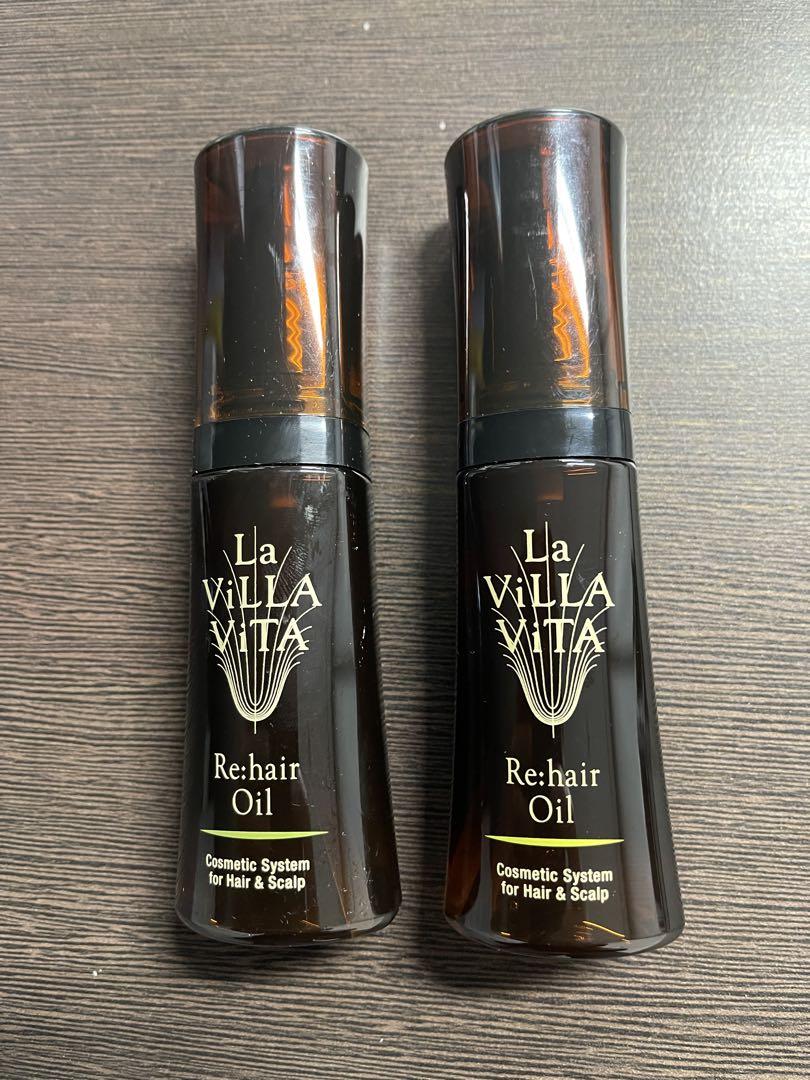 La
ViLLA
ViTA
Re:hair
Oil
Cosmetic System
for Hair & Scalp
La
ViLLA
ViTA
Re:hair
Oil
Cosmetic System
for Hair & Scalp